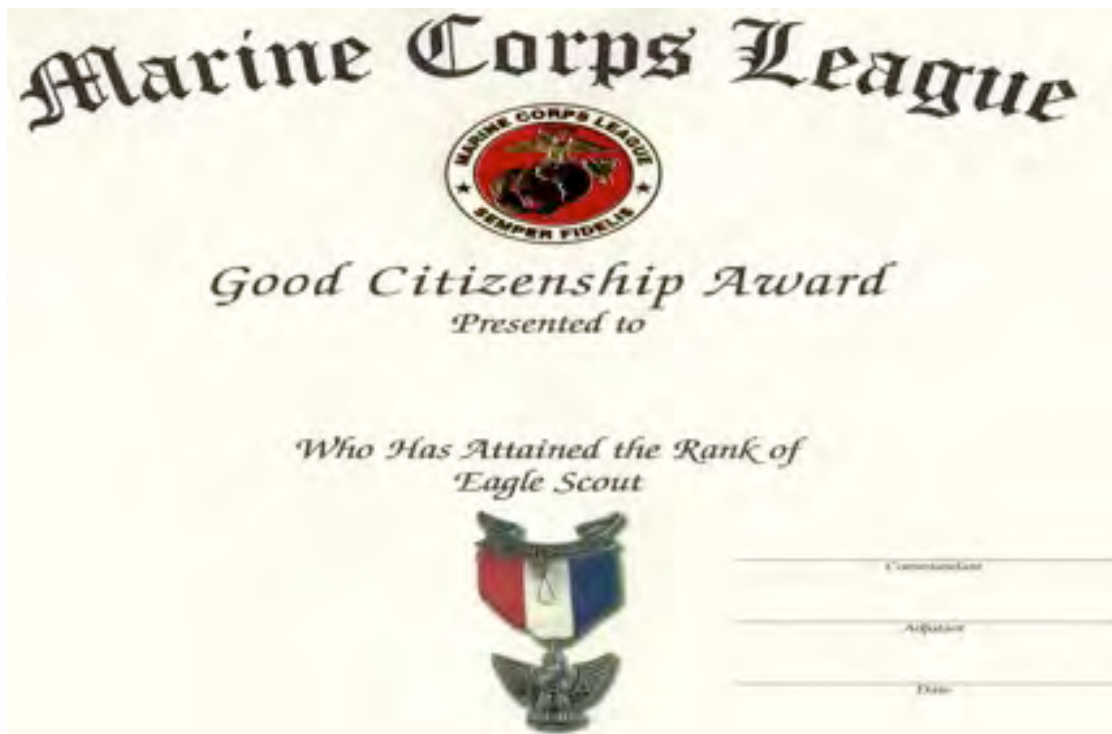 Marine Corps League
MARINE CORPS LEAGUE
SEMPER FIDELIS
Good Citizenship Award
Presented to
Who Has Attained the Rank of
Eagle Scout
Commandant
Adjutant
Date